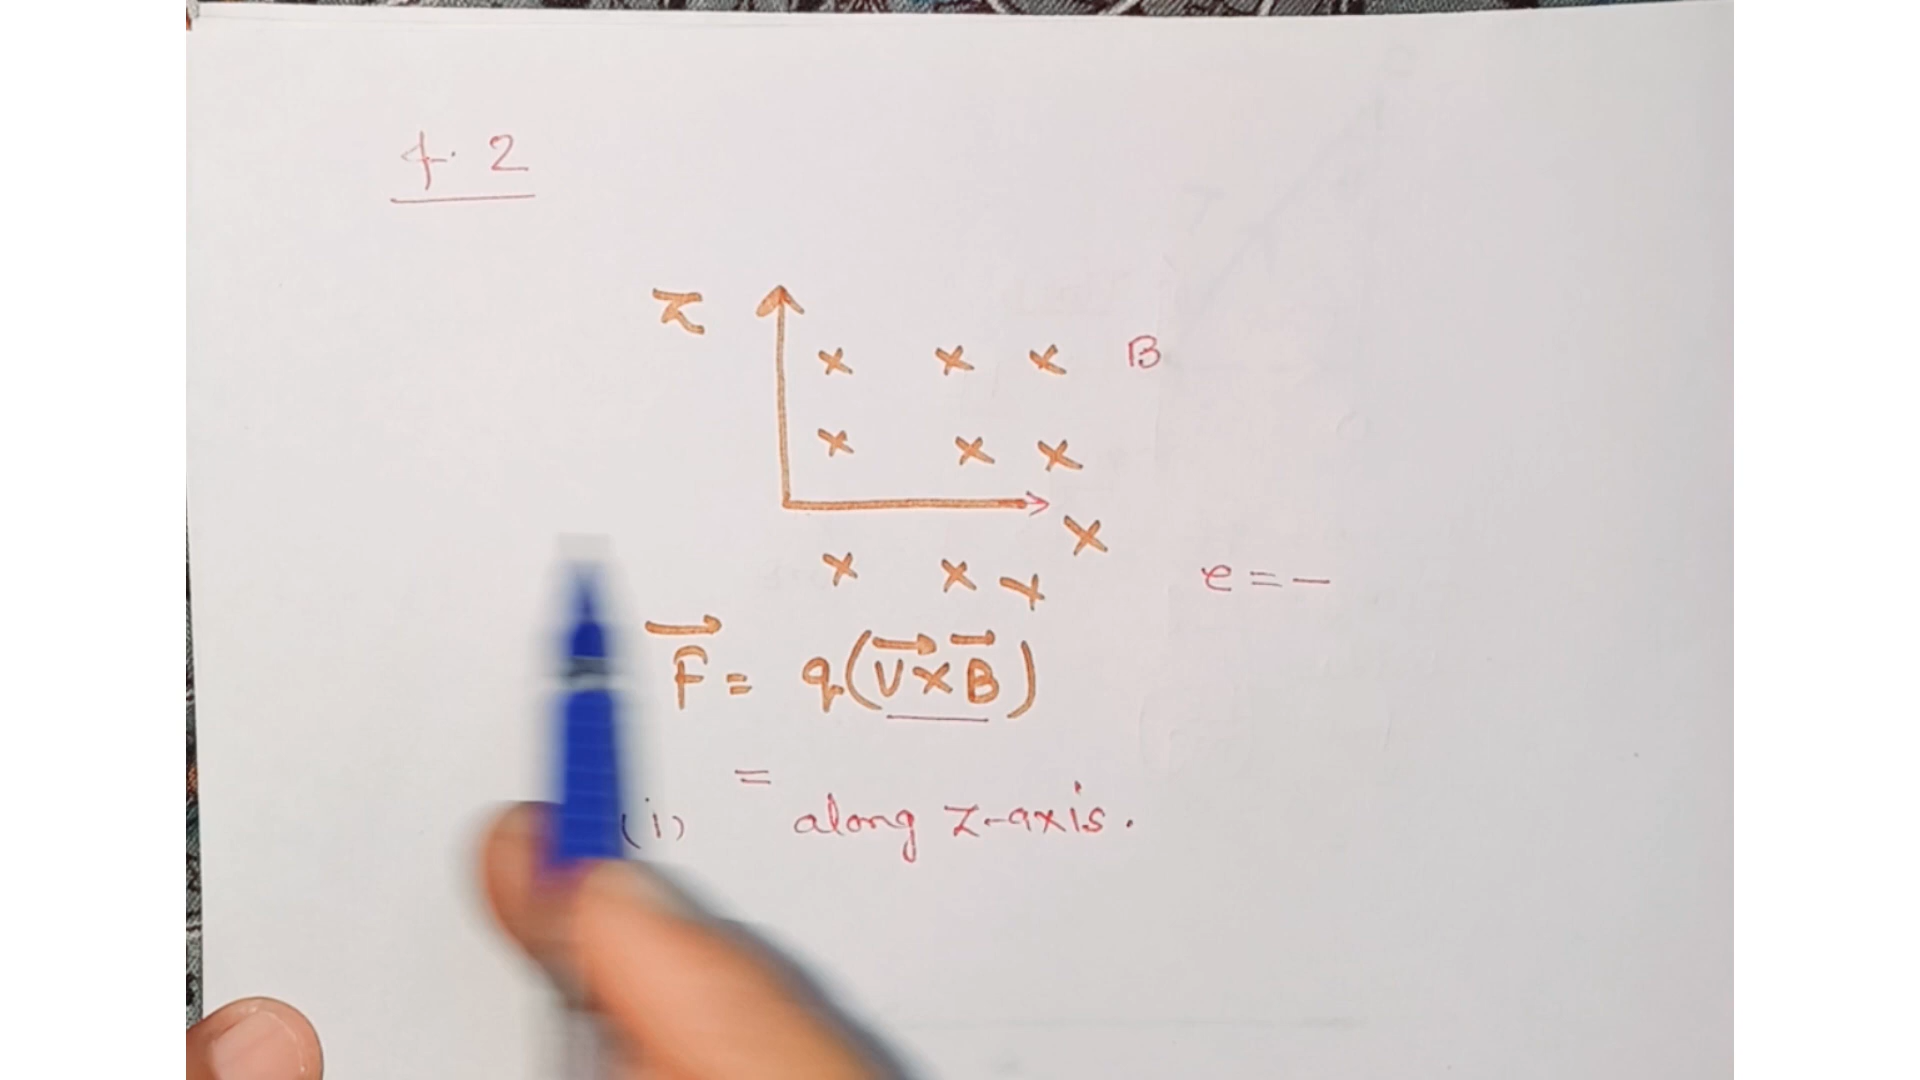 4.2
z
x x x B
x x x
x
x x x
e = -
F = q(V×B)
=
(i) along z-axis.